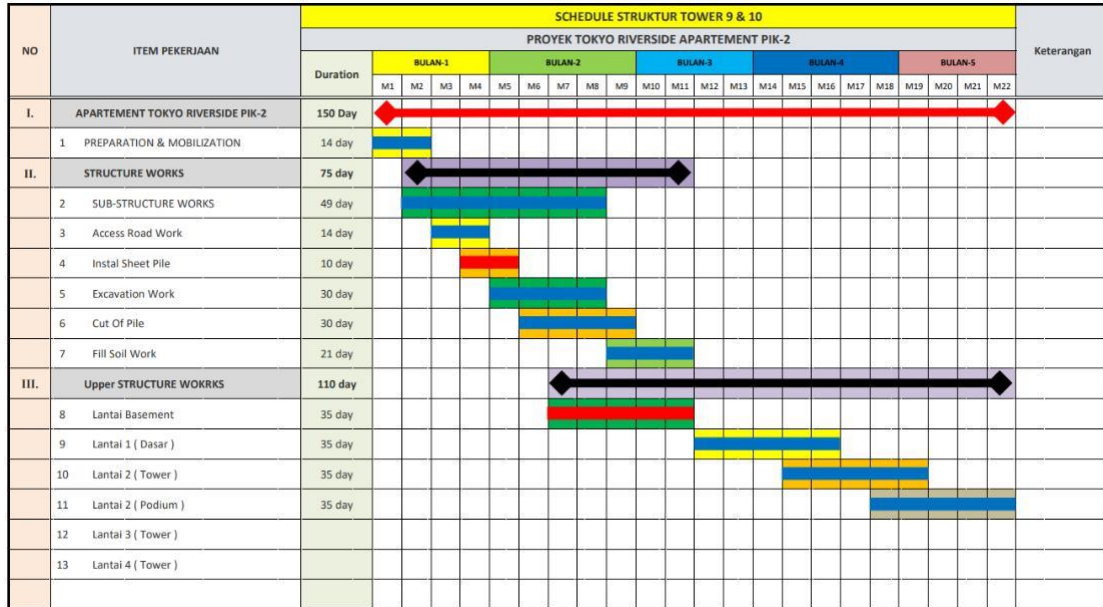 SCHEDULE STRUKTUR TOWER 9 & 10
PROYEK TOKYO RIVERSIDE APARTEMENT PIK-2
NO ITEM PEKERJAAN Duration Keterangan
BULAN-1 BULAN-2 BULAN-3 BULAN-4 BULAN-5
M1 M2 M3 M4 M5 M6 M7 M8 M9 M10 M11 M12 M13 M14 M15 M16 M17 M18 M19 M20 M21 M22
I. APARTEMENT TOKYO RIVERSIDE PIK-2 150 Day
1 PREPARATION & MOBILIZATION 14 day
II. STRUCTURE WORKS 75 day
2 SUB-STRUCTURE WORKS 49 day
3 Access Road Work 14 day
4 Instal Sheet Pile 10 day
5 Excavation Work 30 day
6 Cut Of Pile 30 day
7 Fill Soil Work 21 day
III. Upper STRUCTURE WOKRKS 110 day
8 Lantai Basement 35 day
9 Lantai 1 ( Dasar ) 35 day
10 Lantai 2 ( Tower ) 35 day
11 Lantai 2 ( Podium ) 35 day
12 Lantai 3 ( Tower )
13 Lantai 4 ( Tower )